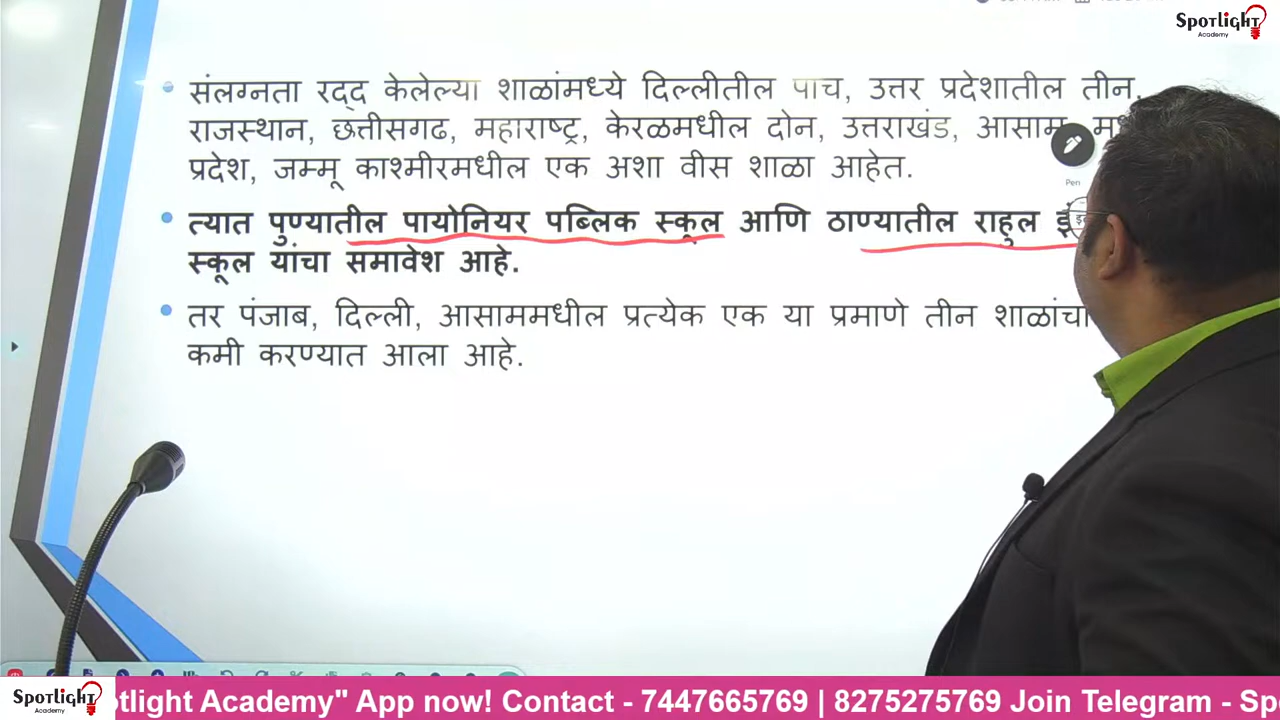 Spotlight
Academy
संलग्नता रद्द केलेल्या शाळांमध्ये दिल्लीतील पाच, उत्तर प्रदेशातील तीन,
राजस्थान, छत्तीसगढ, महाराष्ट्र, केरळमधील दोन, उत्तराखंड, आसाम,
प्रदेश, जम्मू काश्मीरमधील एक अशा वीस शाळा आहेत.
Pen
त्यात पुण्यातील पायोनियर पब्लिक स्कूल आणि ठाण्यातील राहुल
स्कूल यांचा समावेश आहे.
तर पंजाब, दिल्ली, आसाममधील प्रत्येक एक या प्रमाणे तीन शाळांचा
कमी करण्यात आला आहे.
Spotlight
Academy
otlight Academy" App now! Contact - 7447665769 | 8275275769 Join Telegram - Sp